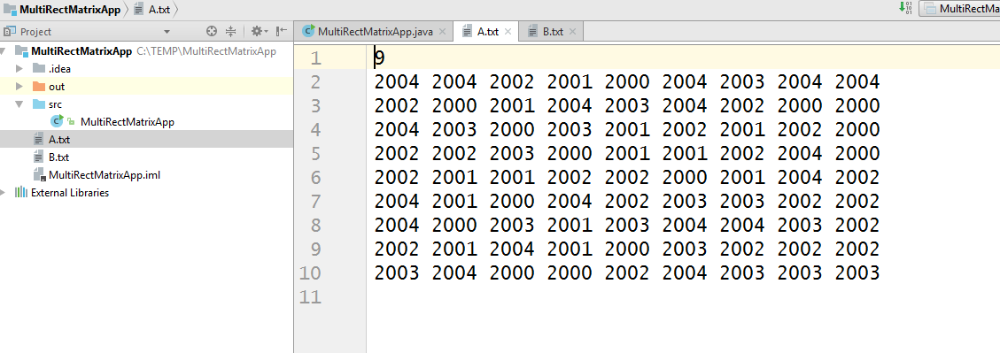 MultiRectMatrixApp A.txt MultiRectMa
Project
MultiRectMatrixApp C:\TEMP\MultiRectMatrixApp
.idea
out
src
MultiRectMatrixApp
A.txt
B.txt
MultiRectMatrixApp.iml
External Libraries
MultiRectMatrixApp.java A.txt B.txt
1 9
2 2004 2004 2002 2001 2000 2004 2003 2004 2004
3 2002 2000 2001 2004 2003 2004 2002 2000 2000
4 2004 2003 2000 2003 2001 2002 2001 2002 2000
5 2002 2002 2003 2000 2001 2001 2002 2004 2000
6 2002 2001 2001 2002 2002 2000 2001 2004 2002
7 2004 2001 2000 2004 2002 2003 2003 2002 2002
8 2004 2000 2003 2001 2003 2004 2004 2003 2002
9 2002 2001 2004 2001 2000 2003 2002 2002 2002
10 2003 2004 2000 2000 2002 2004 2003 2003 2003
11